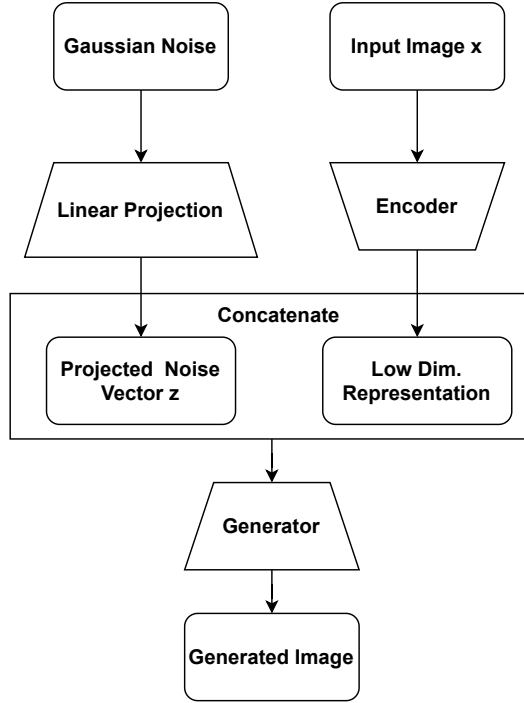 Gaussian Noise
Input Image x
Linear Projection
Encoder
Concatenate
Projected Noise
Vector z
Low Dim.
Representation
Generator
Generated Image